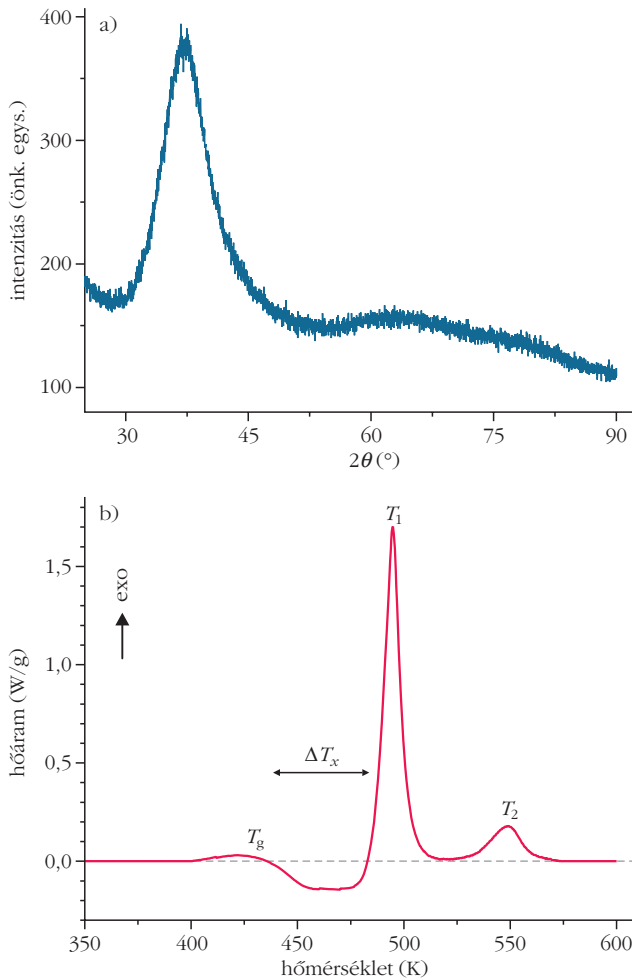 a)
400
300
200
100
intenzitás (önk. egys.)
30 45 60 75 90
2θ (°)
b)
T₁
1,5
exo
1,0
hőáram (W/g)
0,5
ΔTₓ
T₂
T_g
0,0
350 400 450 500 550 600
hőmérséklet (K)